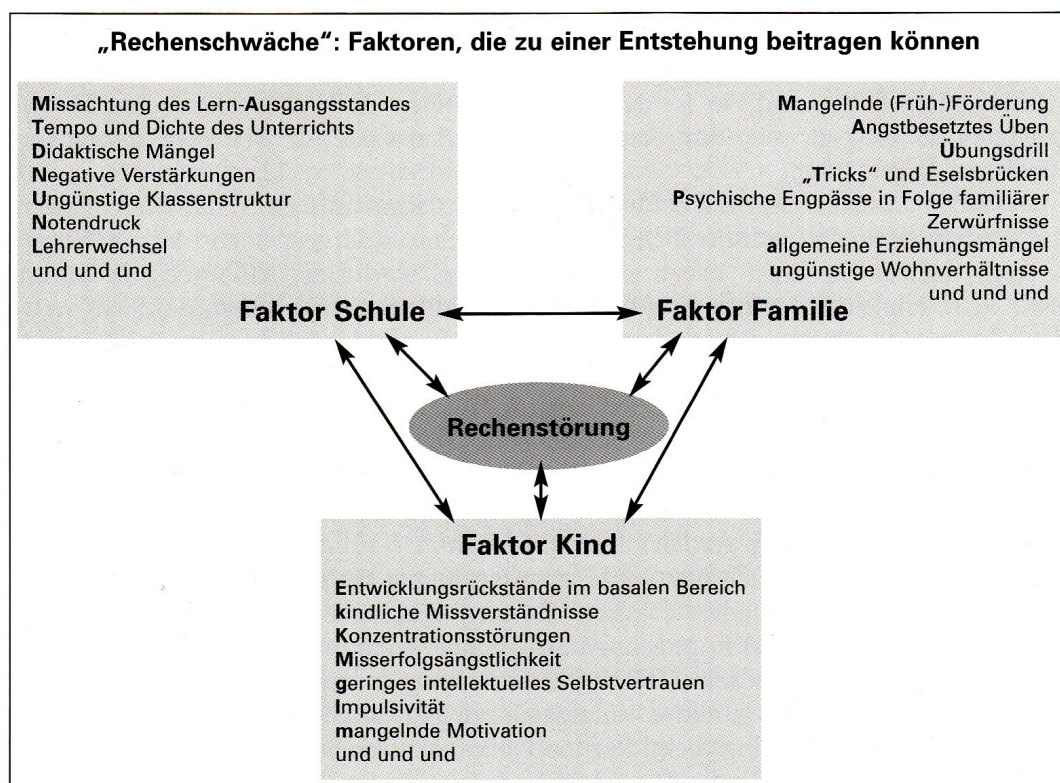 „Rechenschwäche“: Faktoren, die zu einer Entstehung beitragen können
Missachtung des Lern-Ausgangsstandes
Tempo und Dichte des Unterrichts
Didaktische Mängel
Negative Verstärkungen
Ungünstige Klassenstruktur
Notendruck
Lehrerwechsel
und und und
Faktor Schule
Mangelnde (Früh-)Förderung
Angstbesetztes Üben
Übungsdrill
„Tricks“ und Eselsbrücken
Psychische Engpässe in Folge familiärer
Zerwürfnisse
allgemeine Erziehungsmängel
ungünstige Wohnverhältnisse
und und und
Faktor Familie
Rechenstörung
Faktor Kind
Entwicklungsrückstände im basalen Bereich
kindliche Missverständnisse
Konzentrationsstörungen
Misserfolgsängstlichkeit
geringes intellektuelles Selbstvertrauen
Impulsivität
mangelnde Motivation
und und und